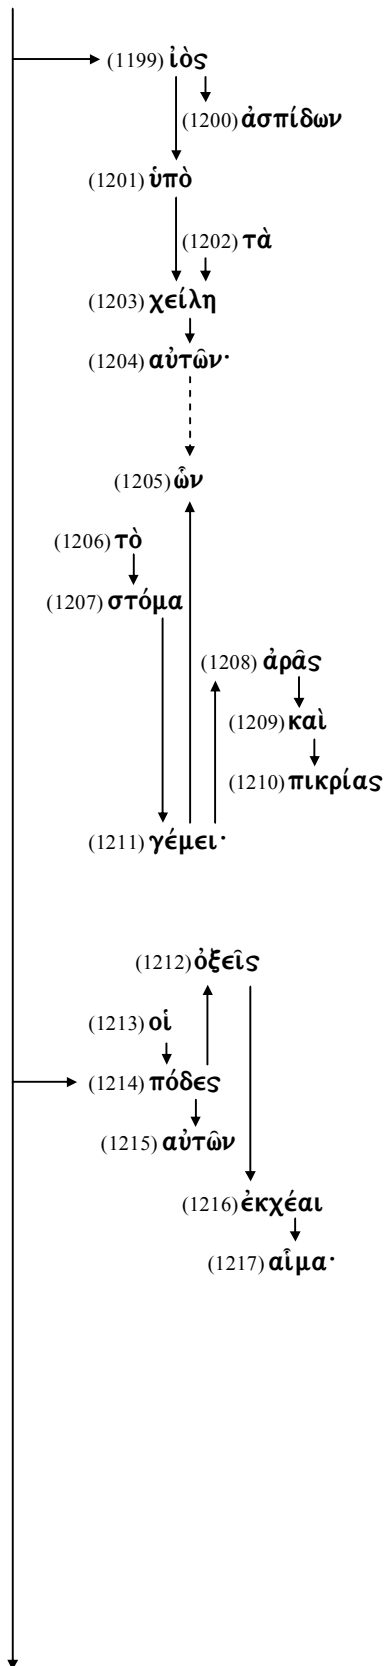 (1199) ἰὸς
(1200) ἀσπίδων
(1201) ὑπὸ
(1202) τὰ
(1203) χείλη
(1204) αὐτῶν·
(1205) ὧν
(1206) τὸ
(1207) στόμα
(1208) ἀρᾶς
(1209) καὶ
(1210) πικρίας
(1211) γέμει·
(1212) ὀξεῖς
(1213) οἱ
(1214) πόδες
(1215) αὐτῶν
(1216) ἐκχέαι
(1217) αἷμα·